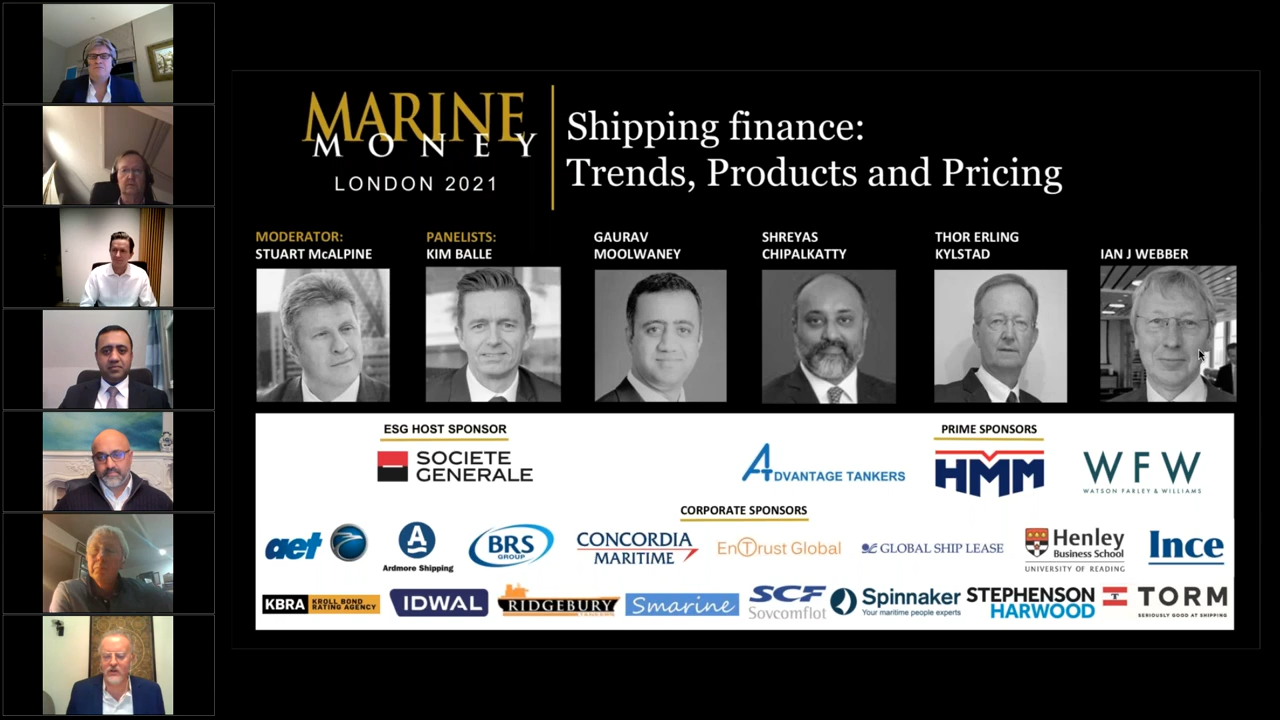 MARINE
MONEY
LONDON 2021
Shipping finance:
Trends, Products and Pricing
MODERATOR:
STUART McALPINE
PANELISTS:
KIM BALLE
GAURAV
MOOLWANEY
SHREYAS
CHIPALKATTY
THOR ERLING
KYLSTAD
IAN J WEBBER
ESG HOST SPONSOR
SOCIETE
GENERALE
ADVANTAGE TANKERS
PRIME SPONSORS
HMM
WFW
WATSON FARLEY & WILLIAMS
CORPORATE SPONSORS
aet
Ardmore Shipping
BRS
GROUP
CONCORDIA
MARITIME
EnTrust Global
GLOBAL SHIP LEASE
Henley
Business School
UNIVERSITY OF READING
Ince
KBRA
KROLL BOND
RATING AGENCY
IDWAL
RIDGEBURY
TANKERS
Smarine
SCF
Sovcomflot
Spinnaker
Your maritime people experts
STEPHENSON
HARWOOD
T
TORM
SERIOUSLY GOOD AT SHIPPING